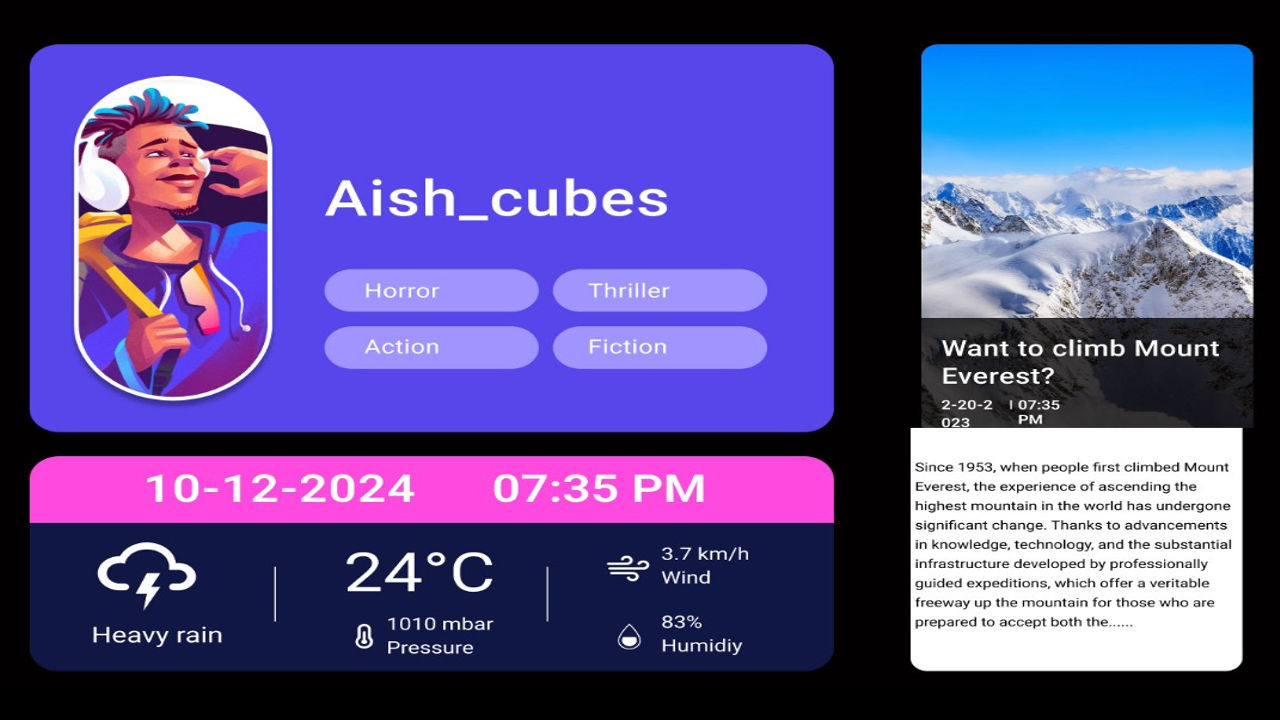 Aish_cubes
Horror
Thriller
Action
Fiction
10-12-2024 07:35 PM
Heavy rain
24°C
1010 mbar
Pressure
3.7 km/h
Wind
83%
Humidiy
Want to climb Mount
Everest?
2-20-2 | 07:35
023 PM
Since 1953, when people first climbed Mount
Everest, the experience of ascending the
highest mountain in the world has undergone
significant change. Thanks to advancements
in knowledge, technology, and the substantial
infrastructure developed by professionally
guided expeditions, which offer a veritable
freeway up the mountain for those who are
prepared to accept both the......